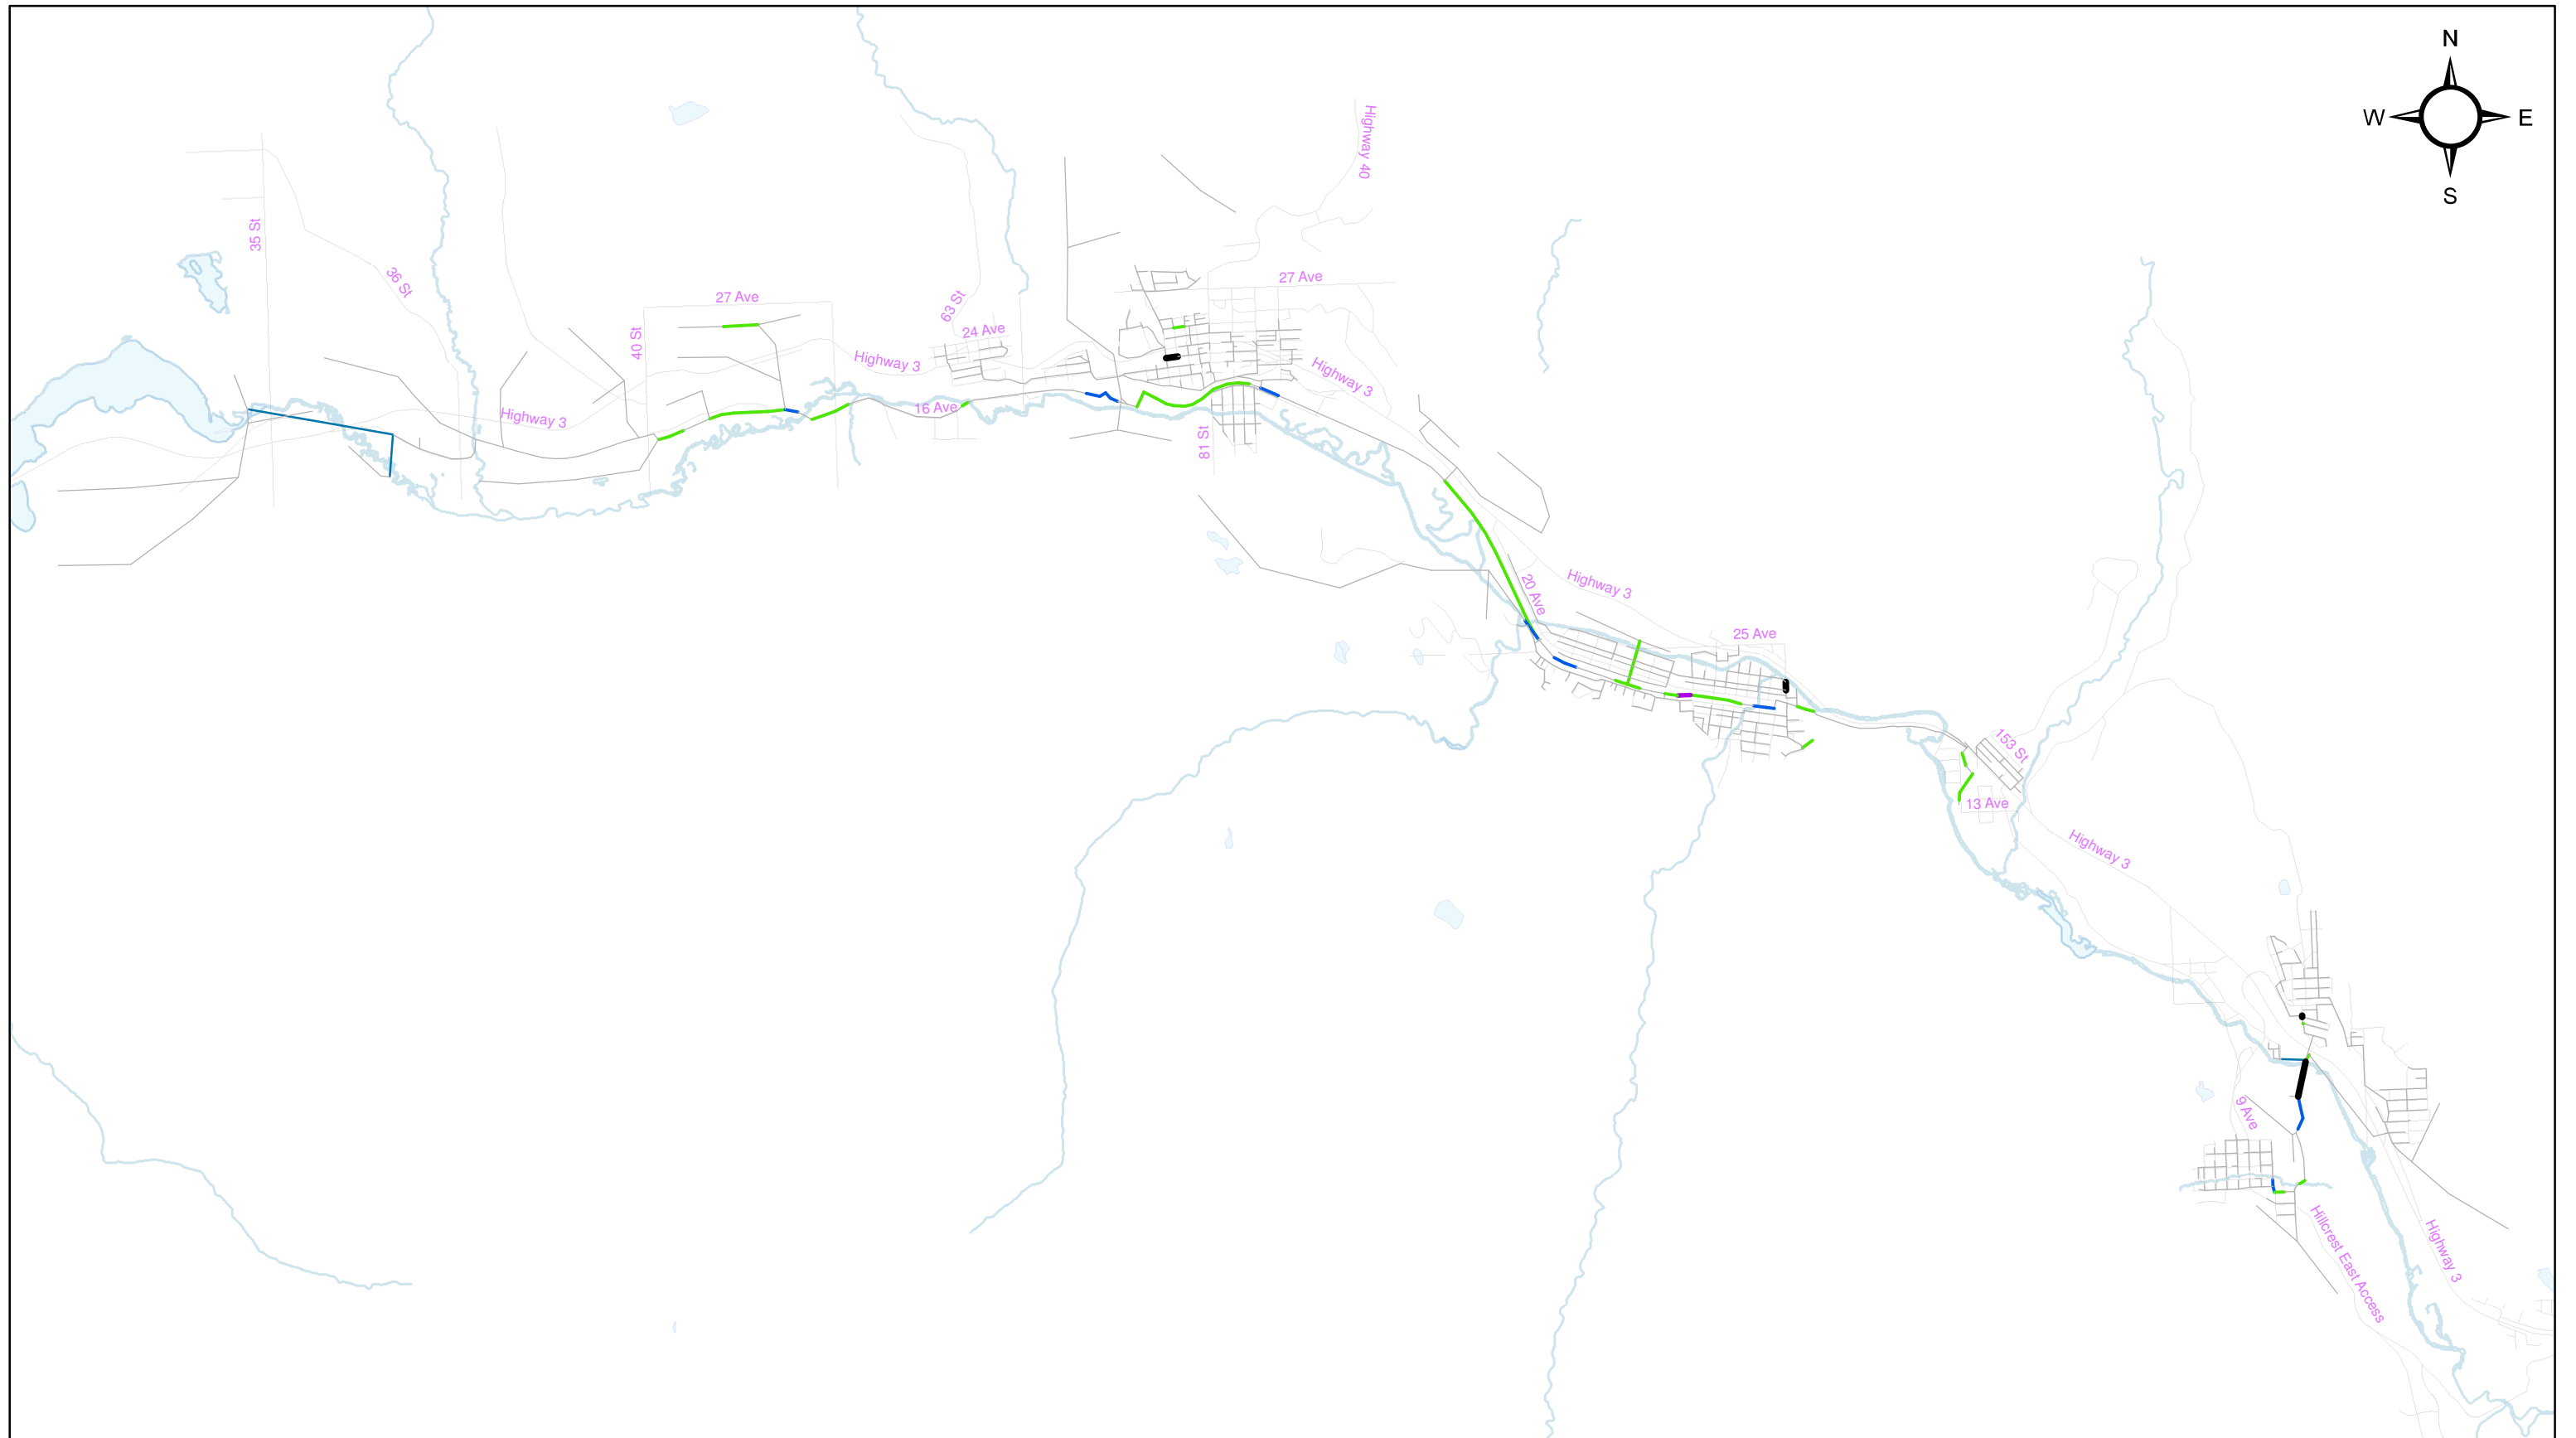 N
W E
S
Highway 40
35 St
36 St
27 Ave
27 Ave
63 St
24 Ave
40 St
Highway 3
Highway 3
Highway 3
16 Ave
81 St
20 Ave
Highway 3
25 Ave
153 St
13 Ave
Highway 3
9 Ave
Hillcrest East Access
Highway 3